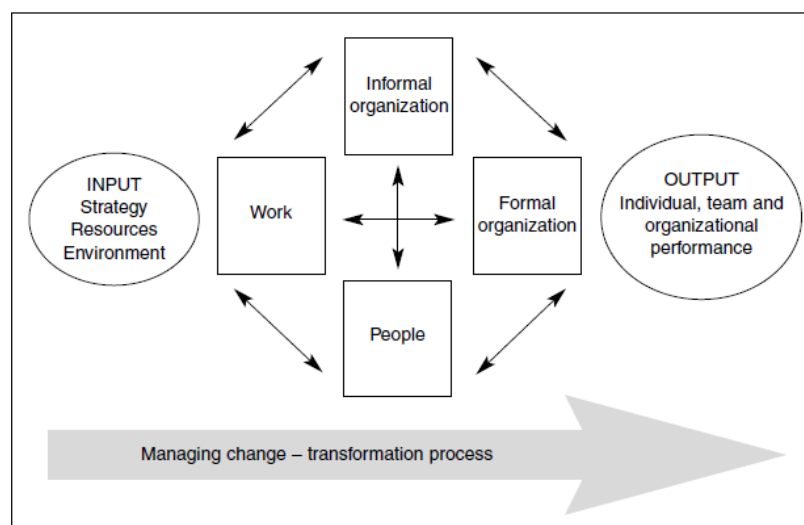 Informal
organization
INPUT
Strategy
Resources
Environment
Work
Formal
organization
OUTPUT
Individual, team and
organizational
performance
People
Managing change – transformation process